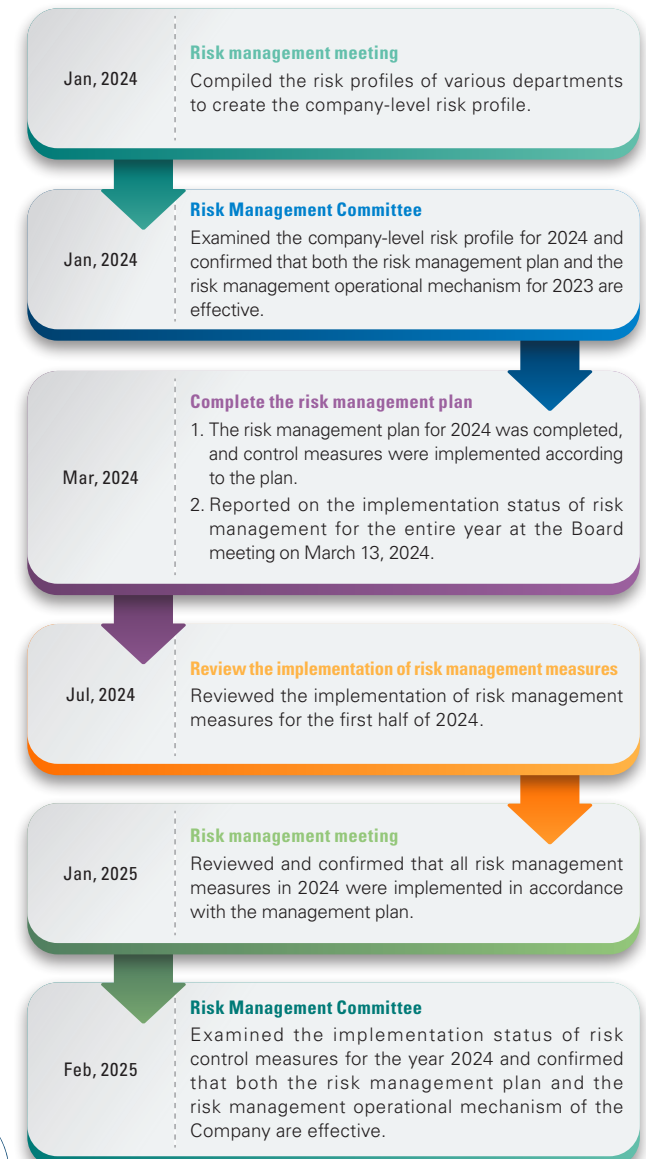 Jan, 2024
Risk management meeting
Compiled the risk profiles of various departments
to create the company-level risk profile.
Jan, 2024
Risk Management Committee
Examined the company-level risk profile for 2024 and
confirmed that both the risk management plan and the
risk management operational mechanism for 2023 are
effective.
Mar, 2024
Complete the risk management plan
1. The risk management plan for 2024 was completed,
and control measures were implemented according
to the plan.
2. Reported on the implementation status of risk
management for the entire year at the Board
meeting on March 13, 2024.
Jul, 2024
Review the implementation of risk management measures
Reviewed the implementation of risk management
measures for the first half of 2024.
Jan, 2025
Risk management meeting
Reviewed and confirmed that all risk management
measures in 2024 were implemented in accordance
with the management plan.
Feb, 2025
Risk Management Committee
Examined the implementation status of risk
control measures for the year 2024 and confirmed
that both the risk management plan and the
risk management operational mechanism of the
Company are effective.